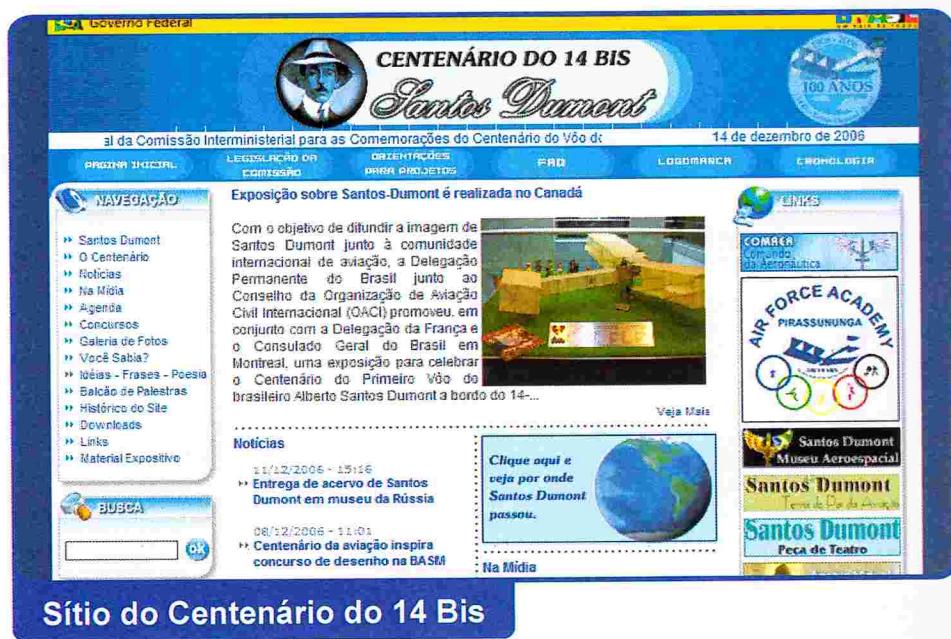 Governo Federal
BRASIL
CENTENÁRIO DO 14 BIS
Santos Dumont
100 ANOS
al da Comissão Interministerial para as Comemorações do Centenário do Vôo do
14 de dezembro de 2006
PAGINA INICIAL
LEGISLAÇÃO DA
COMISSÃO
ORIENTAÇÕES
PARA PROJETOS
FAQ
LOGOMARCA
CRONOLOGIA
NAVEGAÇÃO
Santos Dumont
O Centenário
Notícias
Na Mídia
Agenda
Concursos
Galeria de Fotos
Você Sabia?
Idéias - Frases - Poesia
Balcão de Palestras
Histórico do Site
Downloads
Links
Material Expositivo
BUSCA
ok
Exposição sobre Santos-Dumont é realizada no Canadá
Com o objetivo de difundir a imagem de
Santos Dumont junto à comunidade
internacional de aviação, a Delegação
Permanente do Brasil junto ao
Conselho da Organização de Aviação
Civil Internacional (OACI) promoveu, em
conjunto com a Delegação da França e
o Consulado Geral do Brasil em
Montreal, uma exposição para celebrar
o Centenário do Primeiro Vôo do
brasileiro Alberto Santos Dumont a bordo do 14-...
Veja Mais
Notícias
11/12/2006 - 15:16
Entrega de acervo de Santos
Dumont em museu da Rússia
08/12/2006 - 11:01
Centenário da aviação inspira
concurso de desenho na BASM
Clique aqui e
veja por onde
Santos Dumont
passou.
Na Mídia
LINKS
COMAER
Comando
da Aeronáutica
AIR FORCE ACADEMY
PIRASSUNUNGA
Santos Dumont
Museu Aeroespacial
Santos Dumont
Terra do Pai da Aviação
Santos Dumont
Peça de Teatro
Sítio do Centenário do 14 Bis